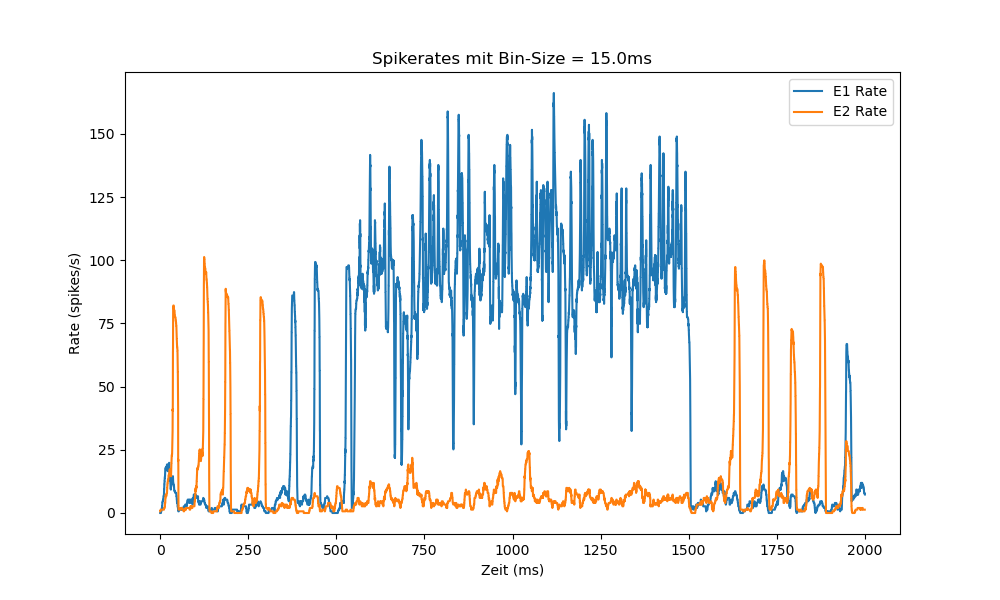 Spikerates mit Bin-Size = 15.0ms
E1 Rate
E2 Rate
150
125
100
75
50
25
0
Rate (spikes/s)
0 250 500 750 1000 1250 1500 1750 2000
Zeit (ms)